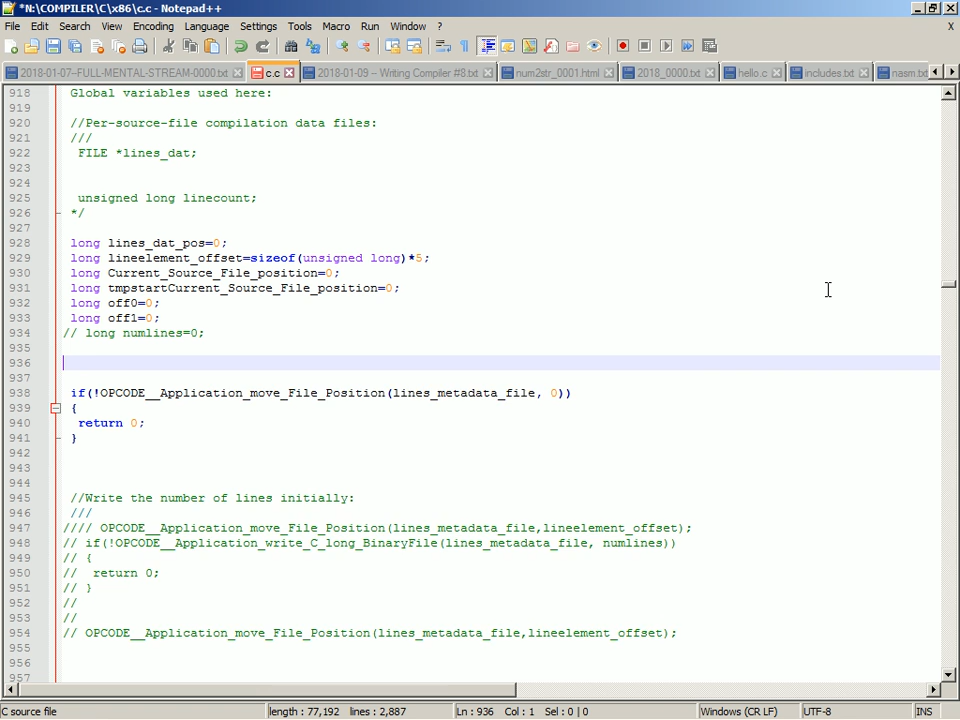 *N:\COMPILER\C\x86\c.c - Notepad++
File Edit Search View Encoding Language Settings Tools Macro Run Window ? X
2018-01-07-FULL-MENTAL-STREAM-0000.txt c.c 2018-01-09 -- Writing Compiler #8.txt num2str_0001.html 2018_0000.txt hello.c includes.txt nasm.txt
918 Global variables used here:
919
920 //Per-source-file compilation data files:
921 ///
922 FILE *lines_dat;
923
924
925 unsigned long linecount;
926 */
927
928 long lines_dat_pos=0;
929 long lineelement_offset=sizeof(unsigned long)*5;
930 long Current_Source_File_position=0;
931 long tmpstartCurrent_Source_File_position=0;
932 long off0=0;
933 long off1=0;
934 // long numlines=0;
935
936
937
938 if(!OPCODE__Application_move_File_Position(lines_metadata_file, 0))
939 {
940 return 0;
941 }
942
943
944
945 //Write the number of lines initially:
946 ///
947 //// OPCODE__Application_move_File_Position(lines_metadata_file,lineelement_offset);
948 // if(!OPCODE__Application_write_C_long_BinaryFile(lines_metadata_file, numlines))
949 // {
950 // return 0;
951 // }
952 //
953 //
954 // OPCODE__Application_move_File_Position(lines_metadata_file,lineelement_offset);
955
956
957
C source file length : 77,192 lines : 2,887 Ln : 936 Col : 1 Sel : 0 | 0 Windows (CR LF) UTF-8 INS